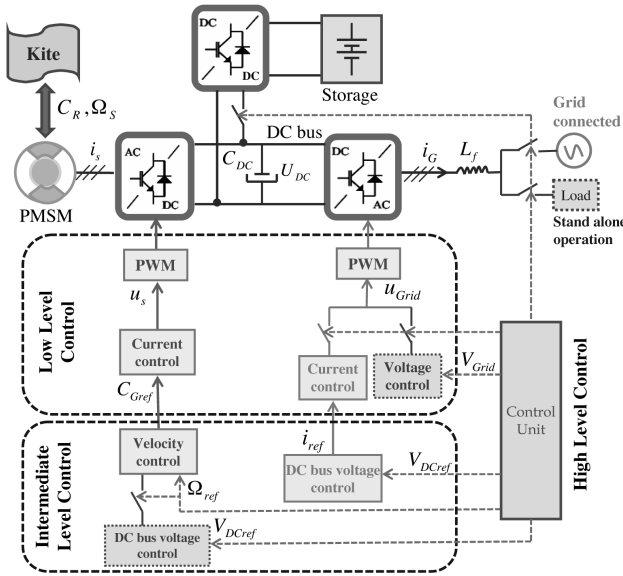 Kite
C_R, Ω_S
i_s
PMSM
AC
DC
DC
DC
Storage
DC bus
C_DC
U_DC
DC
AC
i_G
L_f
Grid
connected
Load
Stand alone
operation
Low Level
Control
PWM
u_s
Current
control
C_Gref
PWM
u_Grid
Current
control
Voltage
control
V_Grid
i_ref
Intermediate
Level Control
Velocity
control
Ω_ref
DC bus voltage
control
V_DCref
DC bus voltage
control
V_DCref
Control
Unit
High Level Control